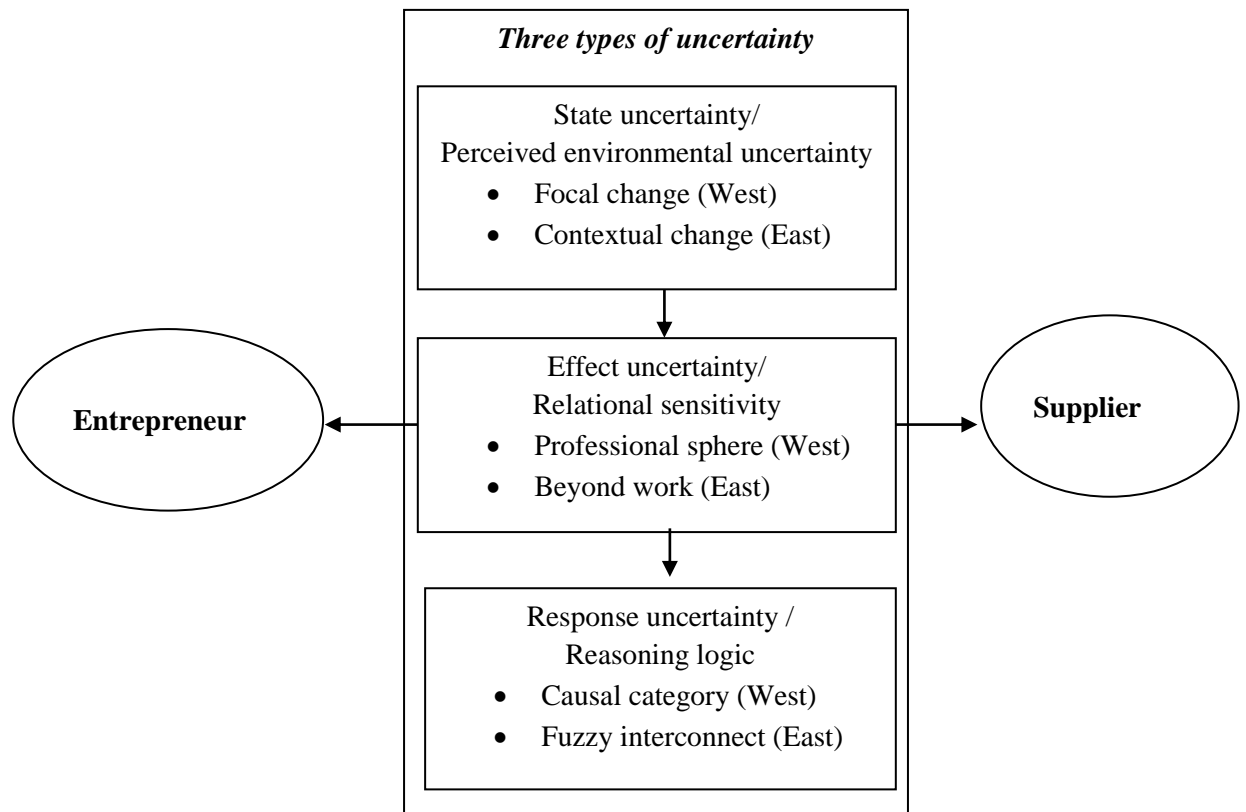 Three types of uncertainty
State uncertainty/
Perceived environmental uncertainty
• Focal change (West)
• Contextual change (East)
Entrepreneur
Effect uncertainty/
Relational sensitivity
• Professional sphere (West)
• Beyond work (East)
Supplier
Response uncertainty /
Reasoning logic
• Causal category (West)
• Fuzzy interconnect (East)